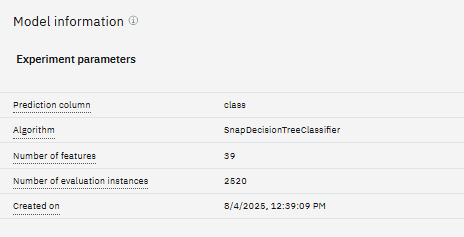 Model information
Experiment parameters
Prediction column class
Algorithm SnapDecisionTreeClassifier
Number of features 39
Number of evaluation instances 2520
Created on 8/4/2025, 12:39:09 PM